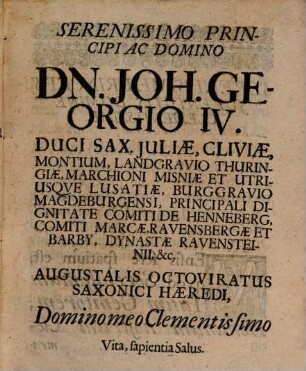 SERENISSIMO PRIN-
CIPI AC DOMINO
DN. JOH. GE-
ORGIO IV.
DUCI SAX. JULIÆ, CLIVIÆ,
MONTIUM, LANDGRAVIO THURIN-
GIÆ, MARCHIONI MISNIÆ ET UTRI-
USQVE LUSATIÆ, BURGGRAVIO
MAGDEBURGENSI, PRINCIPALI DI-
GNITATE COMITI DE HENNEBERG,
COMITI MARCÆ, RAVENSBERGÆ ET
BARBY, DYNASTÆ RAVENSTEI-
NII. &c,
AUGUSTALIS OCTOVIRATUS
SAXONICI HÆREDI,
Domino meo Clementissimo
Vita, sapientia Salus.